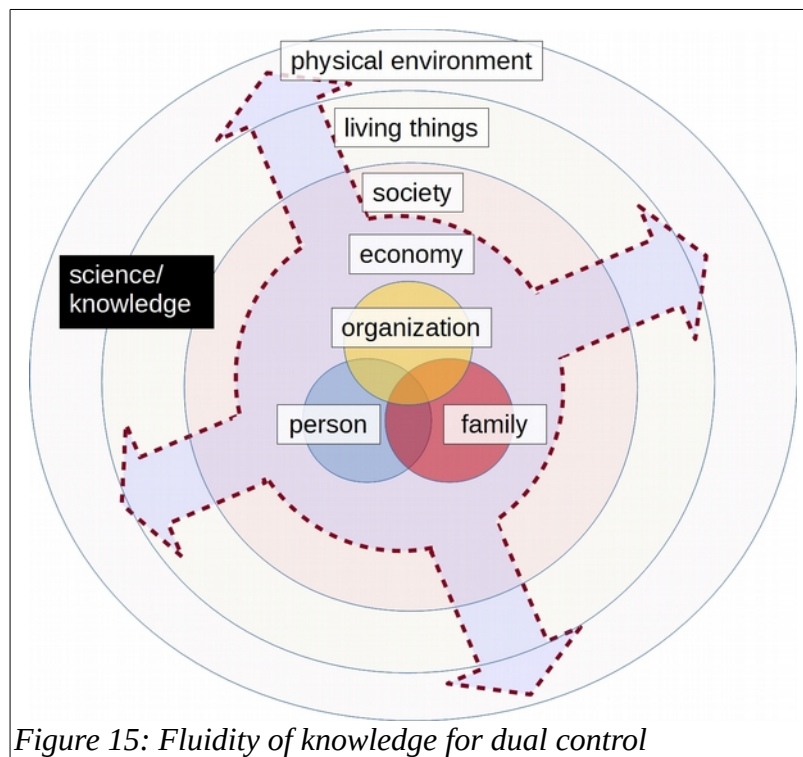 physical environment
living things
society
economy
science/
knowledge
organization
person
family
Figure 15: Fluidity of knowledge for dual control